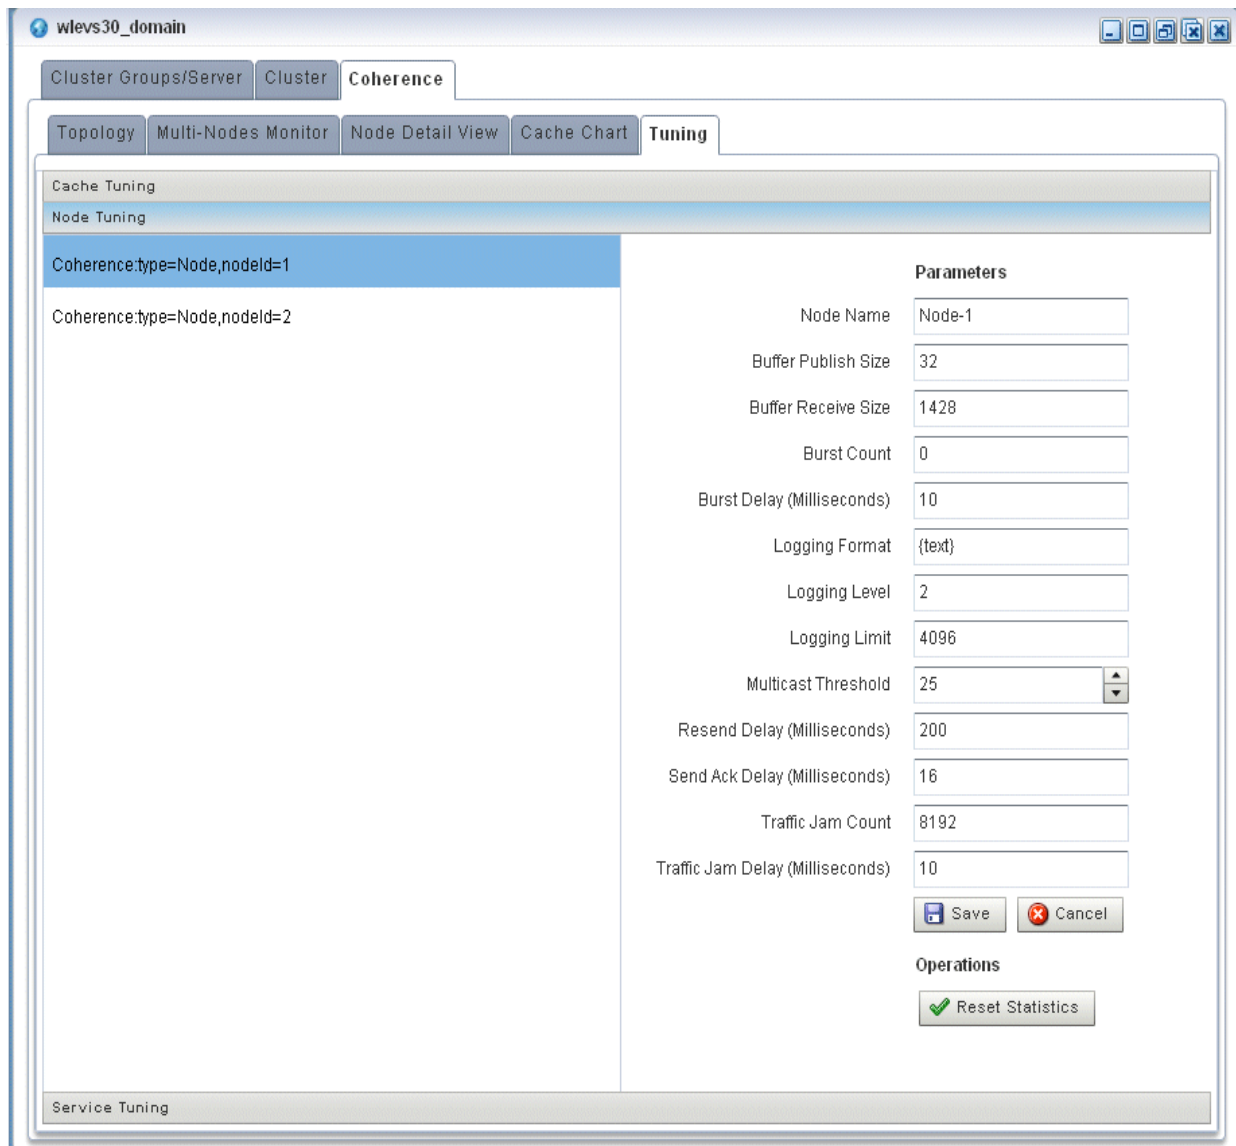 wlevs30_domain
Cluster Groups/Server Cluster Coherence
Topology Multi-Nodes Monitor Node Detail View Cache Chart Tuning
Cache Tuning
Node Tuning
Coherence:type=Node,nodeId=1
Coherence:type=Node,nodeId=2
Parameters
Node Name Node-1
Buffer Publish Size 32
Buffer Receive Size 1428
Burst Count 0
Burst Delay (Milliseconds) 10
Logging Format {text}
Logging Level 2
Logging Limit 4096
Multicast Threshold 25
Resend Delay (Milliseconds) 200
Send Ack Delay (Milliseconds) 16
Traffic Jam Count 8192
Traffic Jam Delay (Milliseconds) 10
Save Cancel
Operations
Reset Statistics
Service Tuning